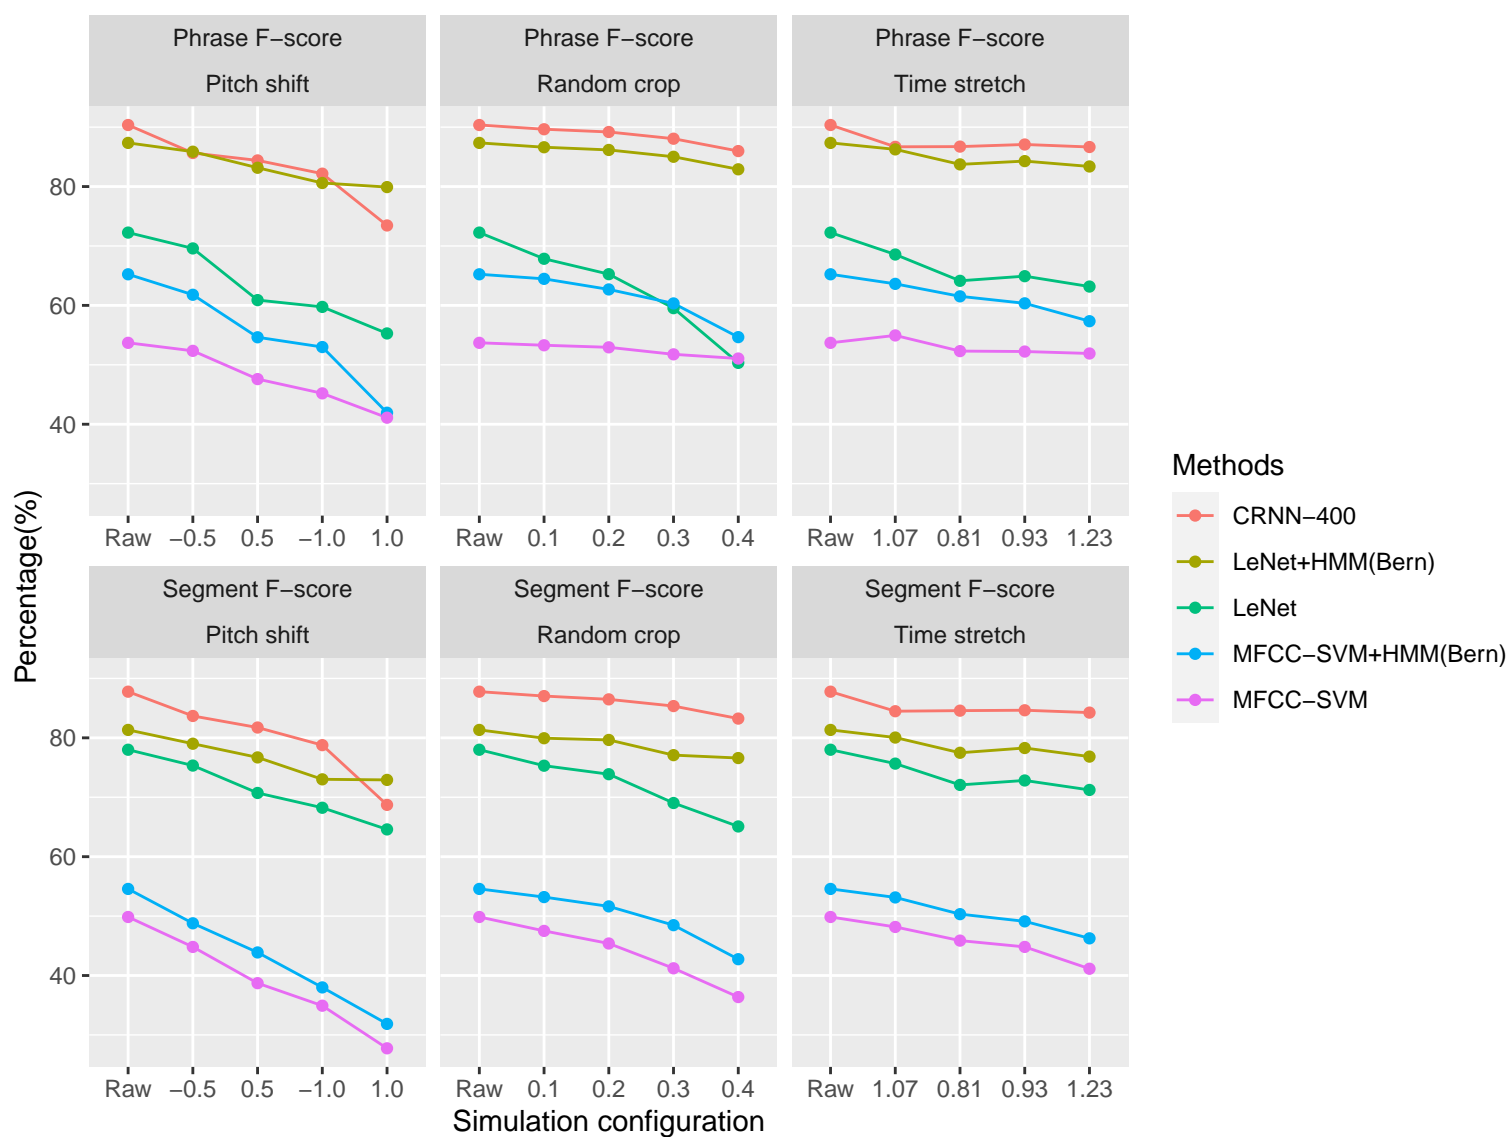 Phrase F−score
Pitch shift
Phrase F−score
Random crop
Phrase F−score
Time stretch
80
60
40
Raw −0.5 0.5 −1.0 1.0
Raw 0.1 0.2 0.3 0.4
Raw 1.07 0.81 0.93 1.23
Segment F−score
Pitch shift
Segment F−score
Random crop
Segment F−score
Time stretch
80
60
40
Raw −0.5 0.5 −1.0 1.0
Raw 0.1 0.2 0.3 0.4
Raw 1.07 0.81 0.93 1.23
Percentage(%)
Simulation configuration
Methods
CRNN−400
LeNet+HMM(Bern)
LeNet
MFCC−SVM+HMM(Bern)
MFCC−SVM